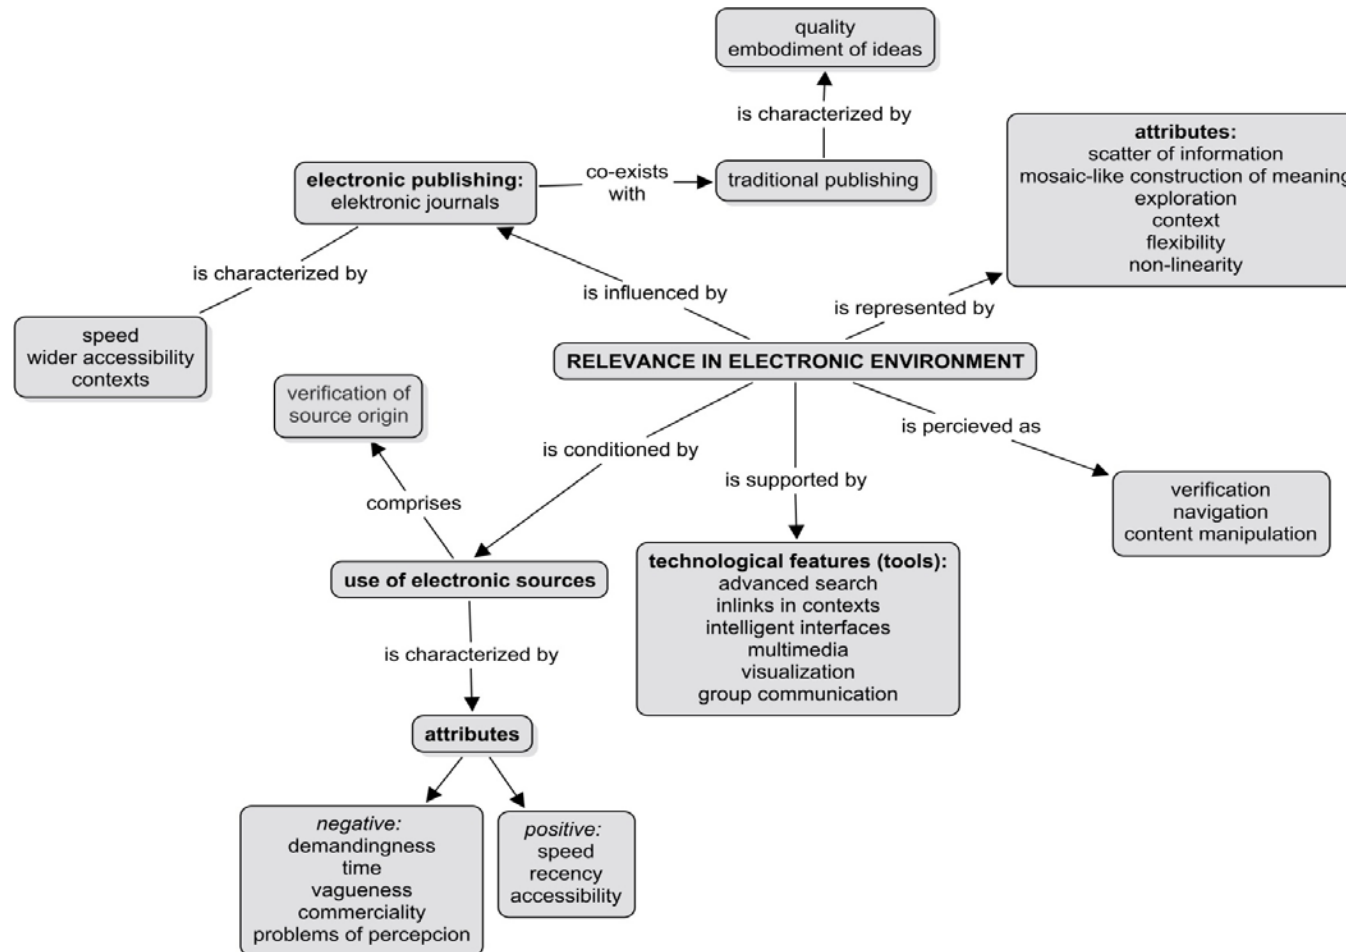 quality
embodiment of ideas
is characterized by
attributes:
scatter of information
mosaic-like construction of meaning
exploration
context
flexibility
non-linearity
electronic publishing:
elektronic journals
co-exists
with
traditional publishing
is characterized by
is influenced by
is represented by
speed
wider accessibility
contexts
RELEVANCE IN ELECTRONIC ENVIRONMENT
verification of
source origin
is conditioned by
is percieved as
is supported by
comprises
verification
navigation
content manipulation
use of electronic sources
technological features (tools):
advanced search
inlinks in contexts
intelligent interfaces
multimedia
visualization
group communication
is characterized by
attributes
negative:
demandingness
time
vagueness
commerciality
problems of percepcion
positive:
speed
recency
accessibility